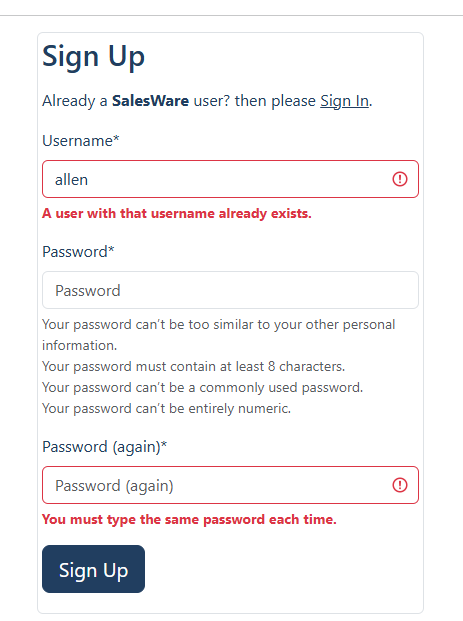 Sign Up
Already a SalesWare user? then please Sign In.
Username*
allen
A user with that username already exists.
Password*
Password
Your password can't be too similar to your other personal
information.
Your password must contain at least 8 characters.
Your password can't be a commonly used password.
Your password can't be entirely numeric.
Password (again)*
Password (again)
You must type the same password each time.
Sign Up